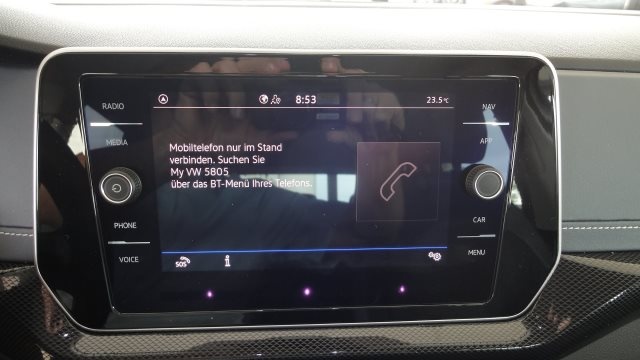 RADIO
MEDIA
PHONE
VOICE
8:53
23.5°C
Mobiltelefon nur im Stand
verbinden. Suchen Sie
My VW 5805
über das BT-Menü Ihres Telefons.
SOS
i
NAV
APP
CAR
MENU